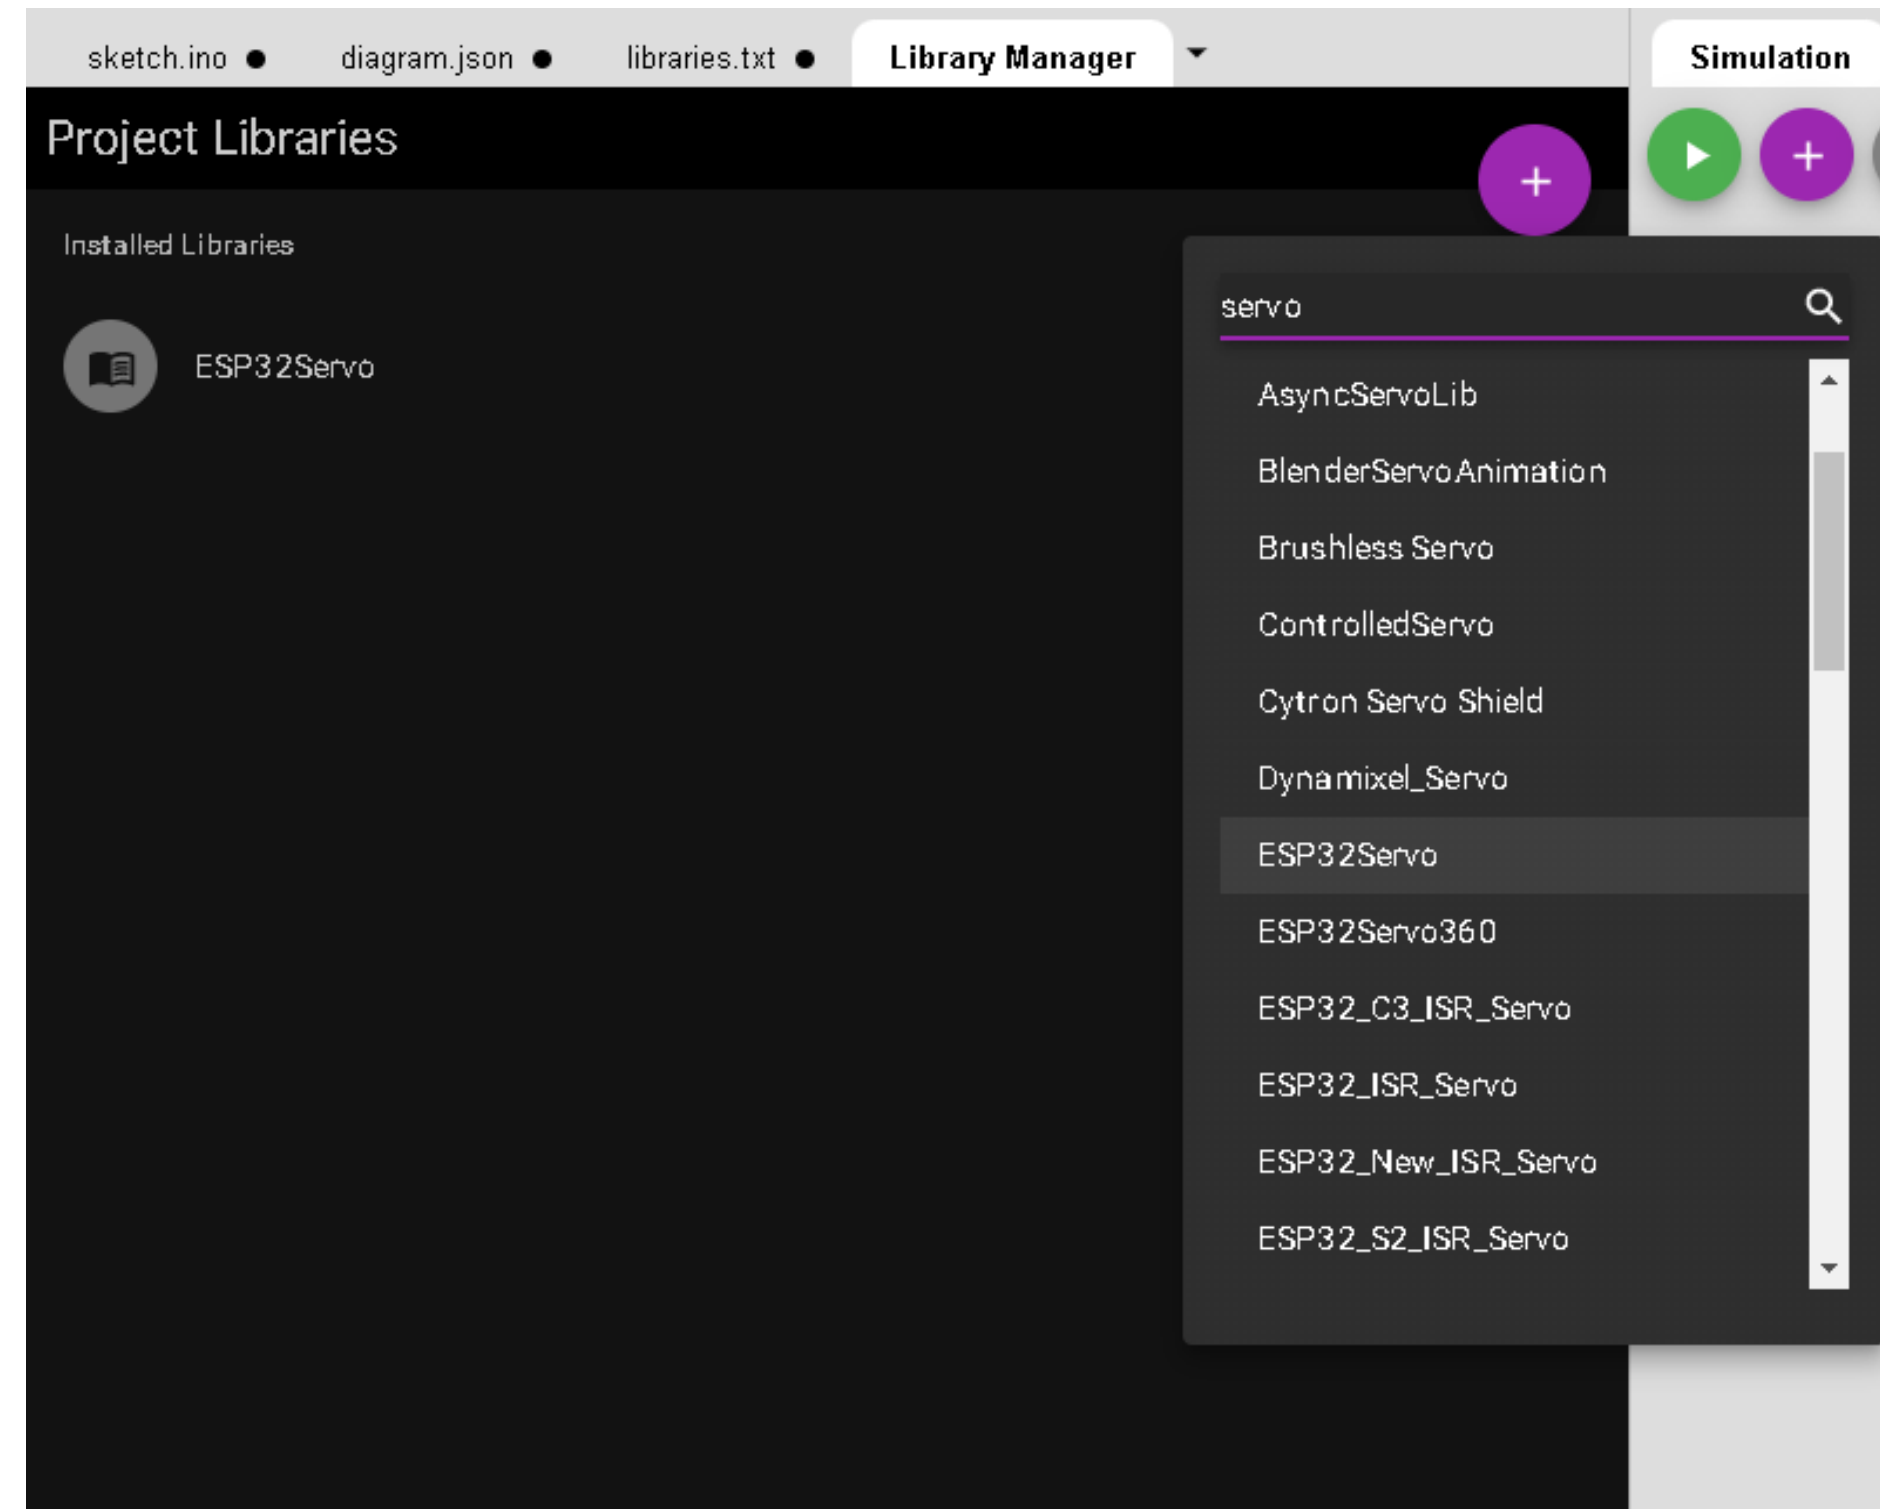 sketch.ino ● diagram.json ● libraries.txt ● Library Manager Simulation
Project Libraries
Installed Libraries
ESP32Servo
servo
AsyncServoLib
BlenderServoAnimation
Brushless Servo
ControlledServo
Cytron Servo Shield
Dynamixel_Servo
ESP32Servo
ESP32Servo360
ESP32_C3_ISR_Servo
ESP32_ISR_Servo
ESP32_New_ISR_Servo
ESP32_S2_ISR_Servo